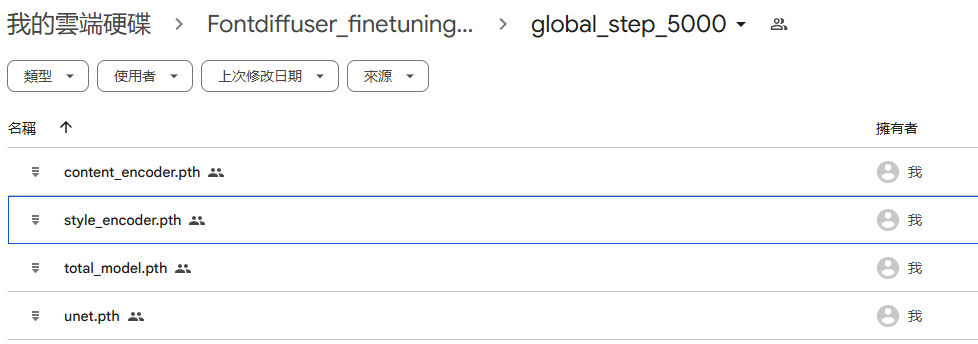 我的雲端硬碟 > Fontdiffuser_finetuning... > global_step_5000
類型 使用者 上次修改日期 來源
名稱 擁有者
content_encoder.pth 我
style_encoder.pth 我
total_model.pth 我
unet.pth 我